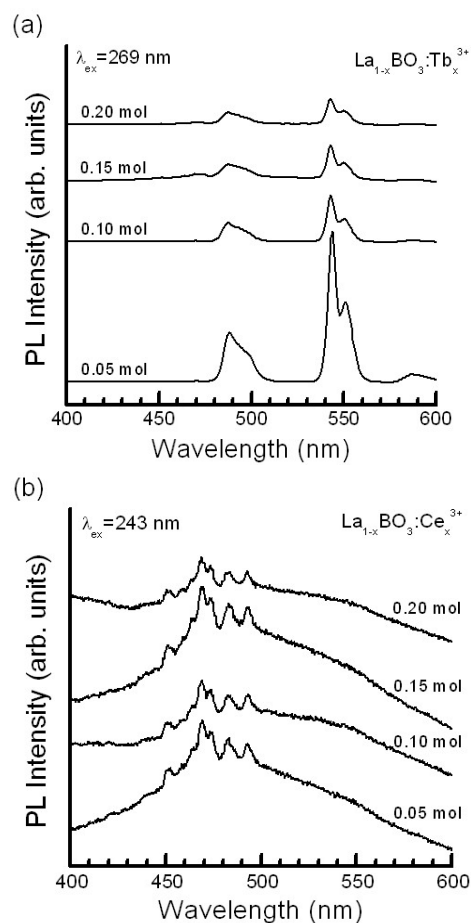 (a)
λex=269 nm
La1-xBO3:Tbx3+
0.20 mol
0.15 mol
0.10 mol
0.05 mol
PL Intensity (arb. units)
400 450 500 550 600
Wavelength (nm)
(b)
λex=243 nm
La1-xBO3:Cex3+
0.20 mol
0.15 mol
0.10 mol
0.05 mol
PL Intensity (arb. units)
400 450 500 550 600
Wavelength (nm)